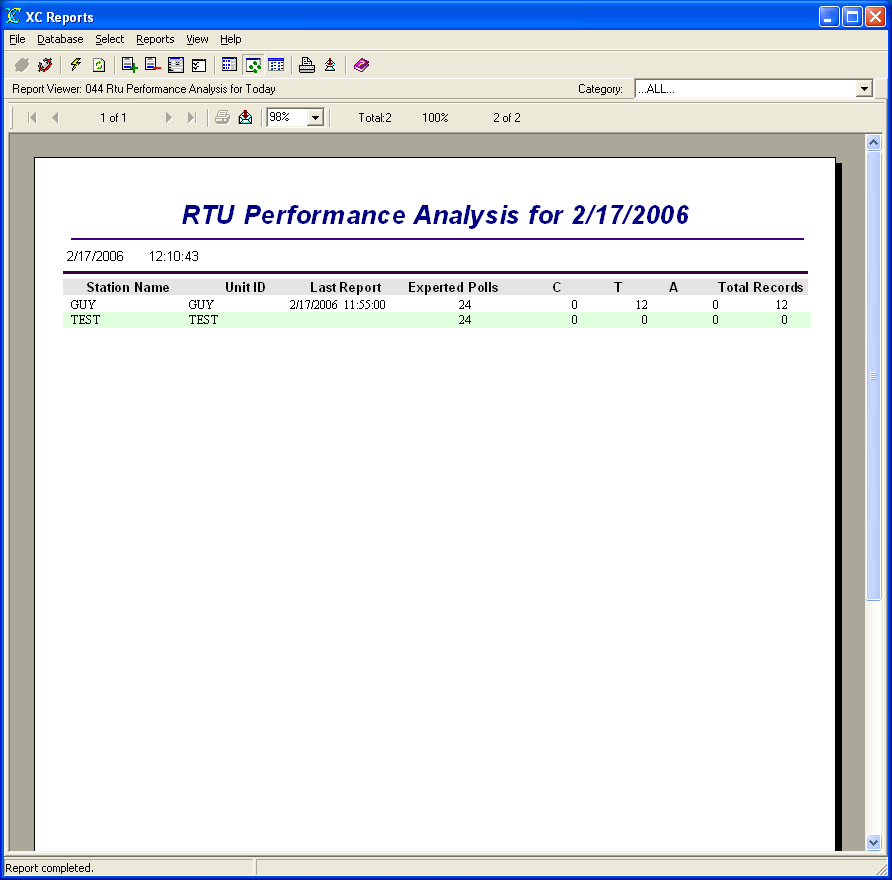 XC Reports
File Database Select Reports View Help
Report Viewer: 044 Rtu Performance Analysis for Today Category: ...ALL...
1 of 1 98% Total:2 100% 2 of 2
RTU Performance Analysis for 2/17/2006
2/17/2006 12:10:43
Station Name Unit ID Last Report Experted Polls C T A Total Records
GUY GUY 2/17/2006 11:55:00 24 0 12 0 12
TEST TEST 24 0 0 0 0
Report completed.